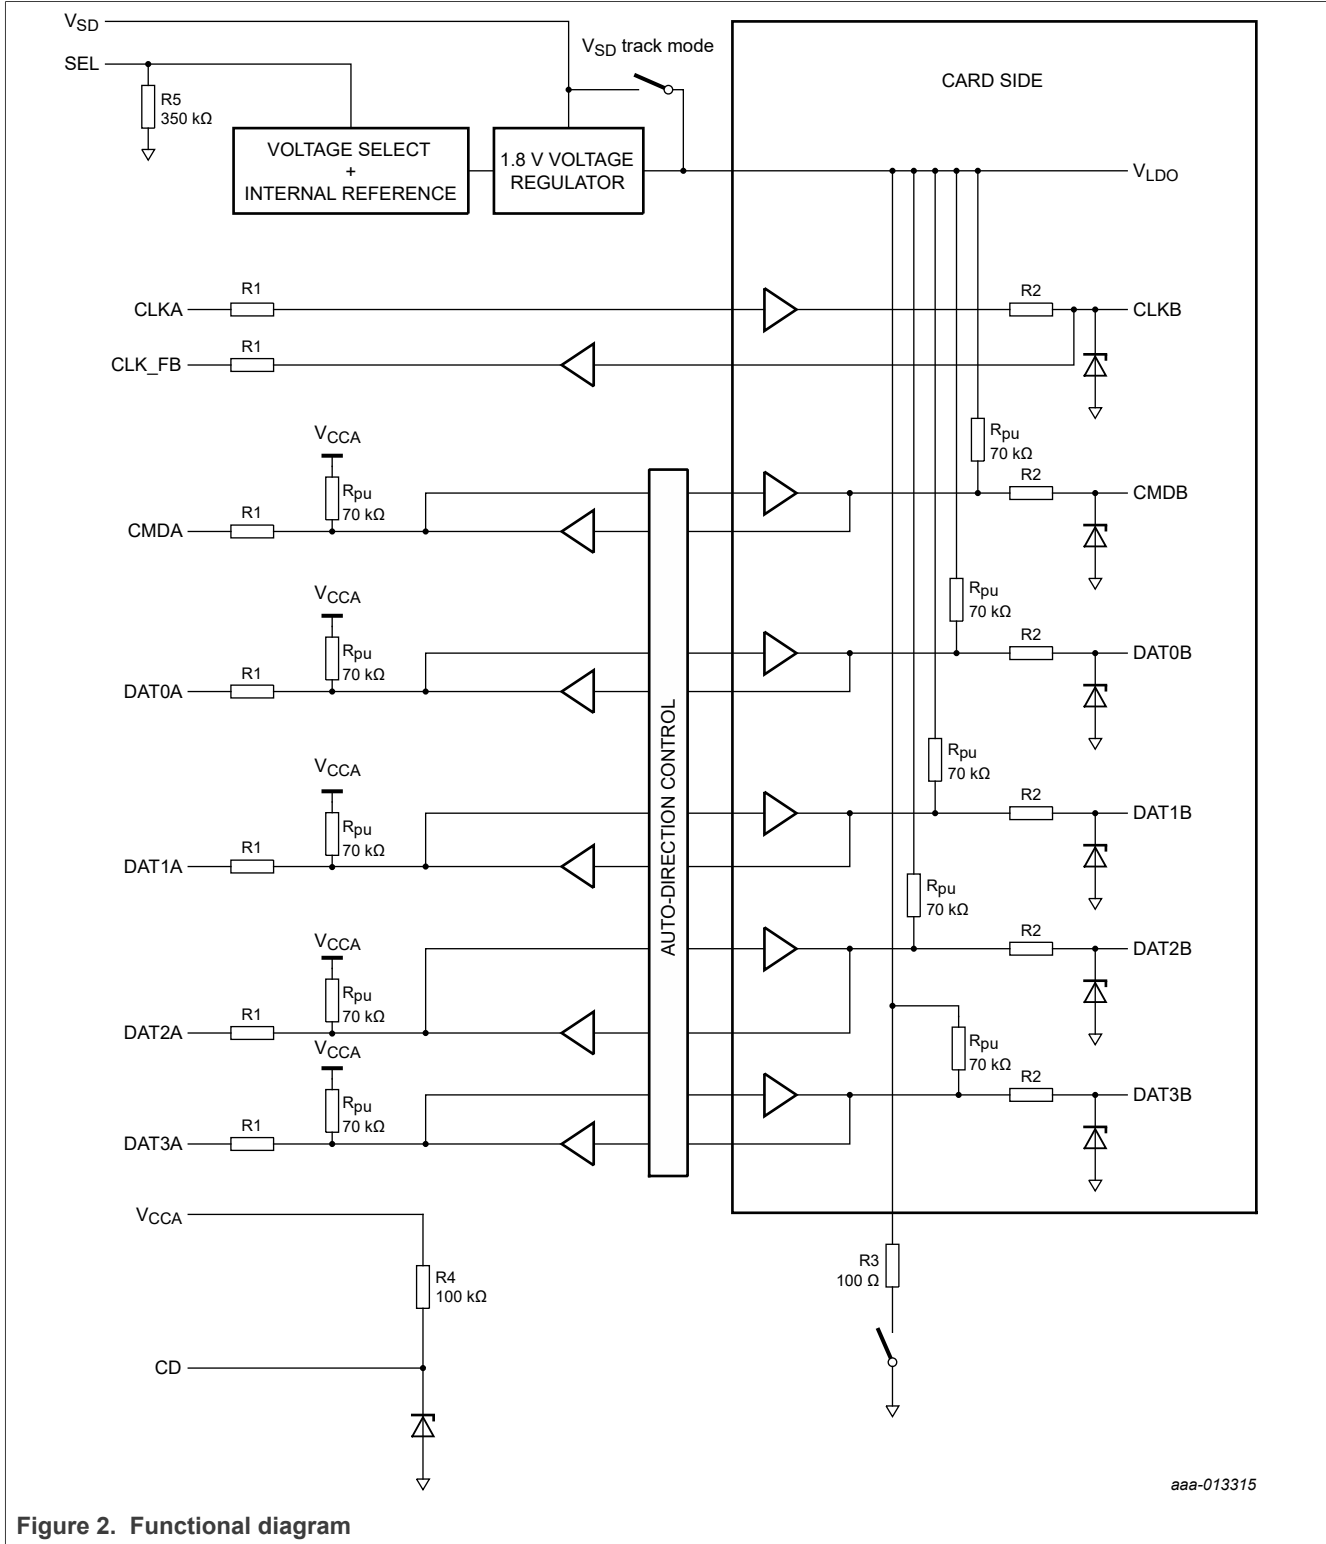 VSD
VSD track mode
SEL
R5
350 kΩ
CARD SIDE
VOLTAGE SELECT
+
INTERNAL REFERENCE
1.8 V VOLTAGE
REGULATOR
VLDO
CLKA
R1
R2
CLKB
CLK_FB
R1
VCCA
Rpu
70 kΩ
Rpu
70 kΩ
CMDA
R1
R2
CMDB
VCCA
Rpu
70 kΩ
Rpu
70 kΩ
DAT0A
R1
R2
DAT0B
AUTO-DIRECTION CONTROL
VCCA
Rpu
70 kΩ
Rpu
70 kΩ
DAT1A
R1
R2
DAT1B
VCCA
Rpu
70 kΩ
Rpu
70 kΩ
DAT2A
R1
R2
DAT2B
VCCA
Rpu
70 kΩ
Rpu
70 kΩ
DAT3A
R1
R2
DAT3B
VCCA
R4
100 kΩ
R3
100 Ω
CD
aaa-013315
Figure 2. Functional diagram